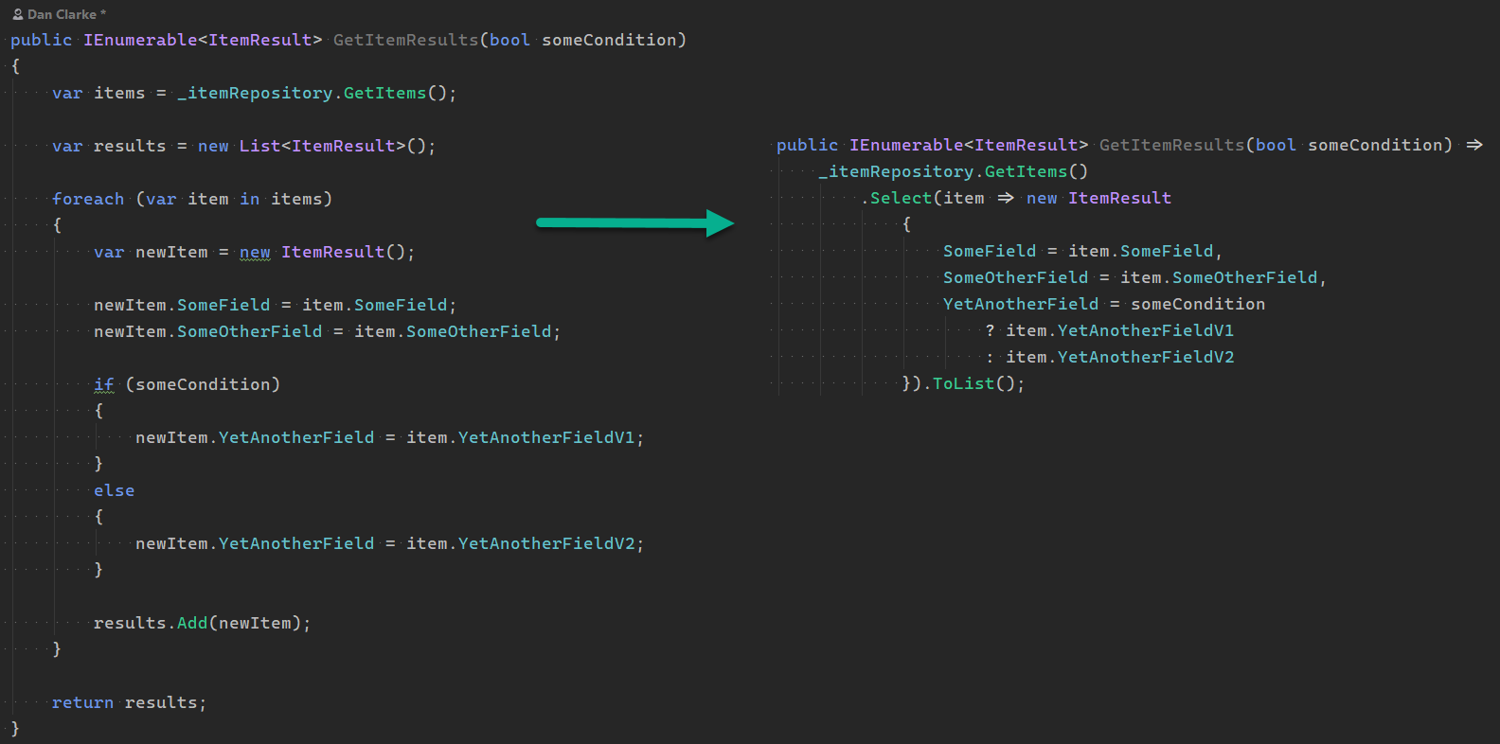 Dan Clarke *
public IEnumerable<ItemResult> GetItemResults(bool someCondition)
{
    var items = _itemRepository.GetItems();

    var results = new List<ItemResult>();

    foreach (var item in items)
    {
        var newItem = new ItemResult();

        newItem.SomeField = item.SomeField;
        newItem.SomeOtherField = item.SomeOtherField;

        if (someCondition)
        {
            newItem.YetAnotherField = item.YetAnotherFieldV1;
        }
        else
        {
            newItem.YetAnotherField = item.YetAnotherFieldV2;
        }

        results.Add(newItem);
    }

    return results;
}
public IEnumerable<ItemResult> GetItemResults(bool someCondition) =>
    _itemRepository.GetItems()
        .Select(item => new ItemResult
            {
                SomeField = item.SomeField,
                SomeOtherField = item.SomeOtherField,
                YetAnotherField = someCondition
                    ? item.YetAnotherFieldV1
                    : item.YetAnotherFieldV2
            }).ToList();